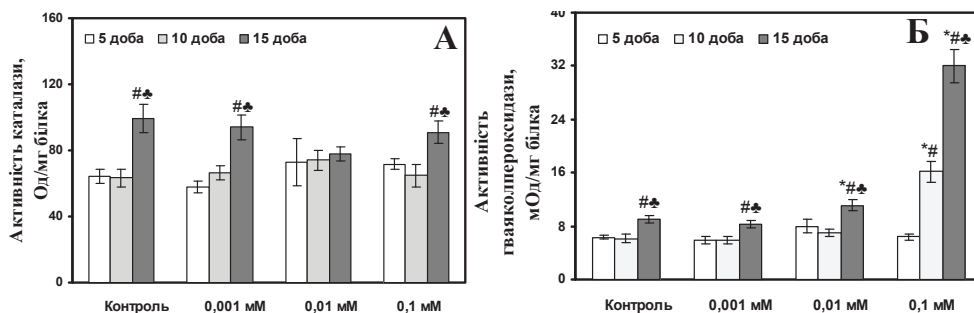 Активність каталази,
Од/мг білка
160
120
80
40
0
5 доба 10 доба 15 доба
А
#♣
#♣
#♣
Контроль 0,001 мМ 0,01 мМ 0,1 мМ
Активність
гваяколпероксидази,
мОд/мг білка
40
32
24
16
8
0
5 доба 10 доба 15 доба
Б
#♣
#♣
*#♣
*#
*#♣
Контроль 0,001 мМ 0,01 мМ 0,1 мМ